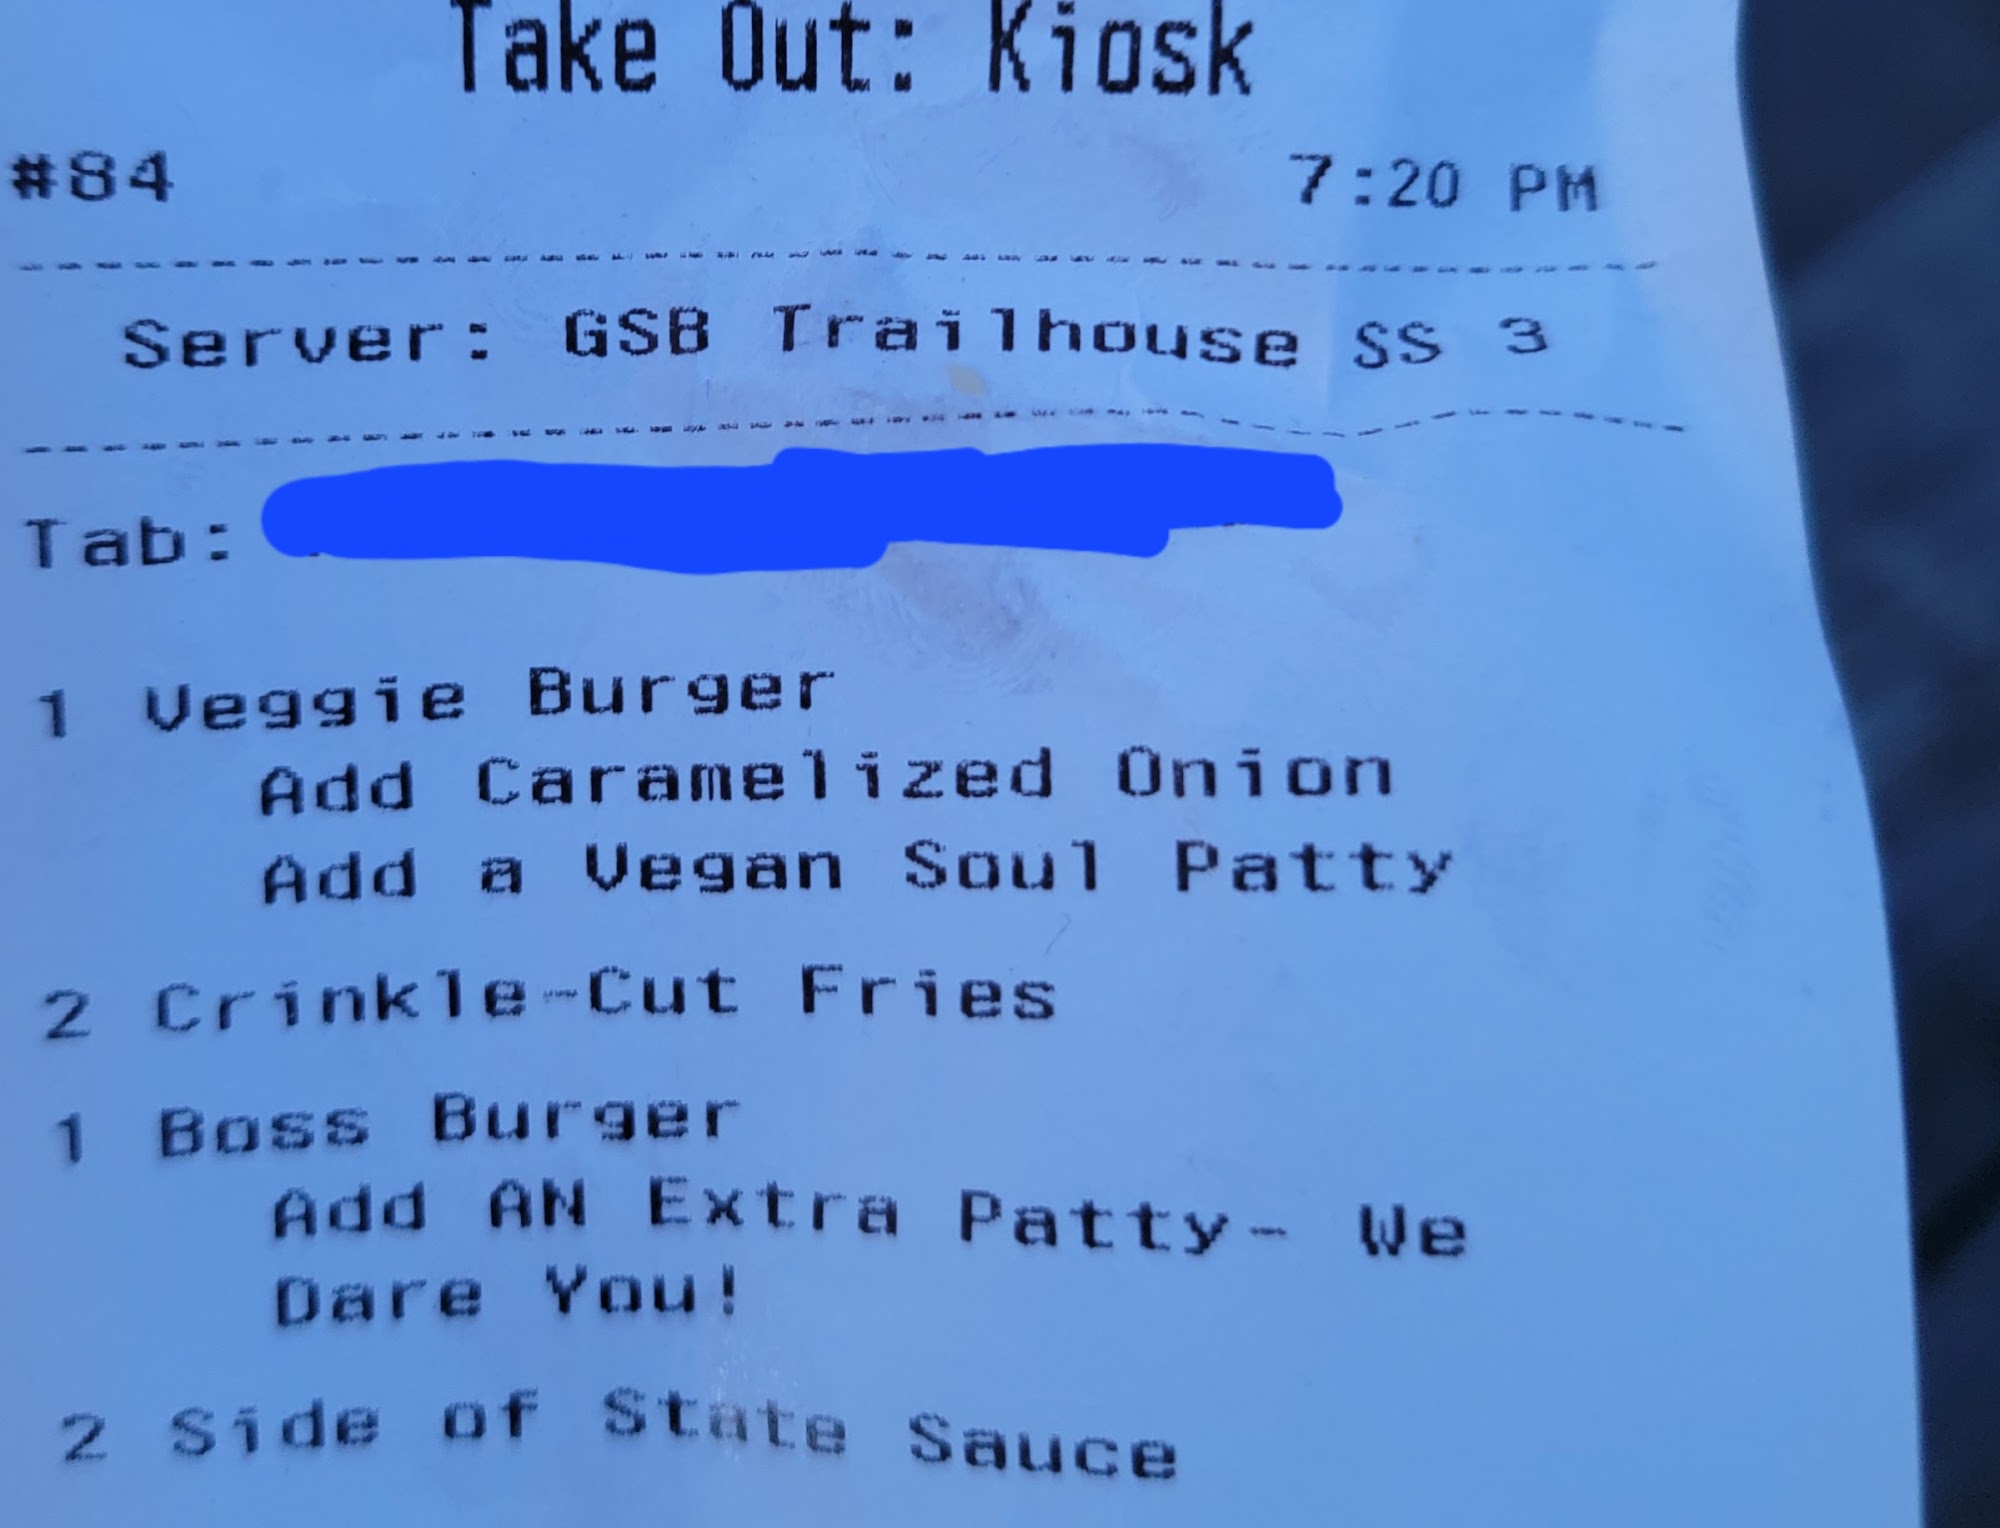 Take Out: Kiosk
#84 7:20 PM
Server: GSB Trailhouse SS 3
Tab:
1 Veggie Burger
Add Caramelized Onion
Add a Vegan Soul Patty
2 Crinkle-Cut Fries
1 Boss Burger
Add AN Extra Patty- We
Dare You!
2 Side of State Sauce